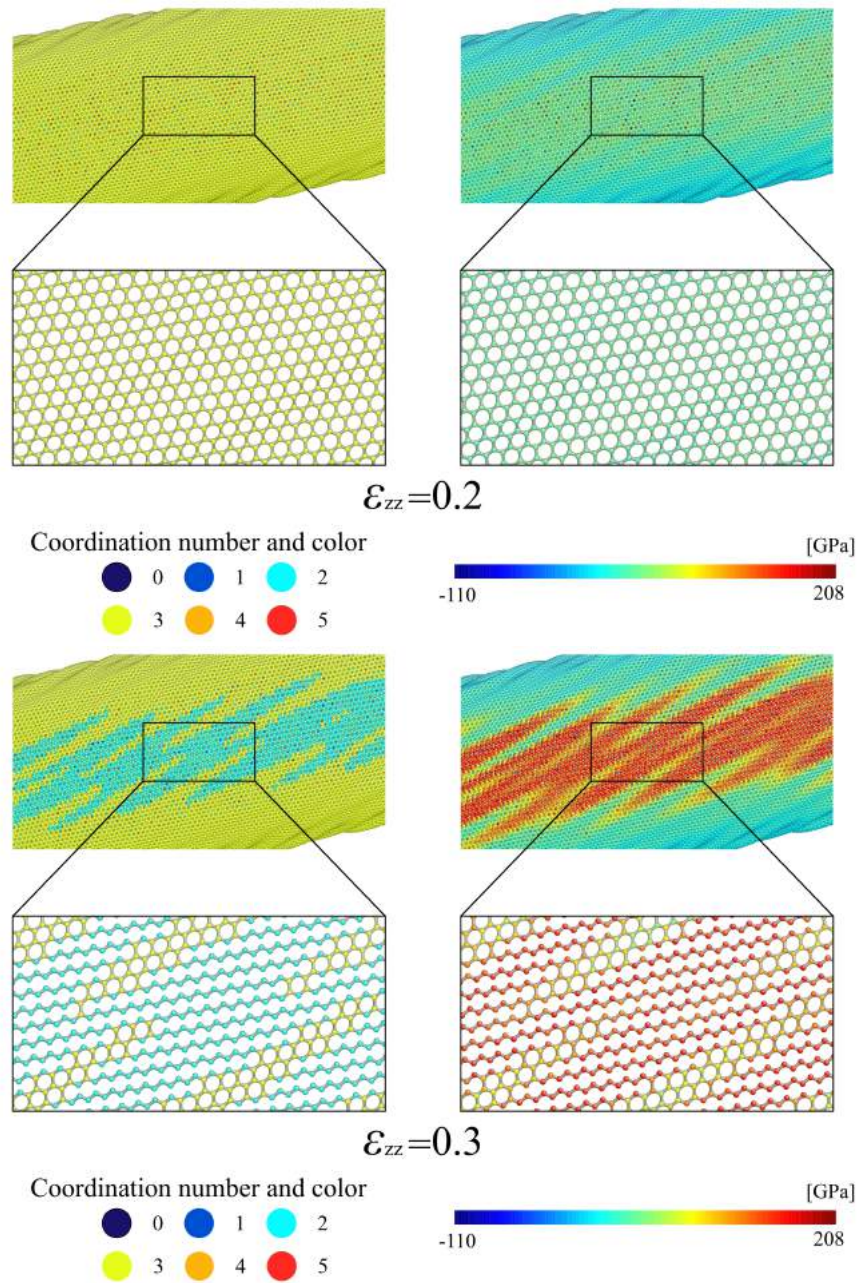 εzz=0.2
Coordination number and color
0 1 2
3 4 5
[GPa]
-110 208
εzz=0.3
Coordination number and color
0 1 2
3 4 5
[GPa]
-110 208